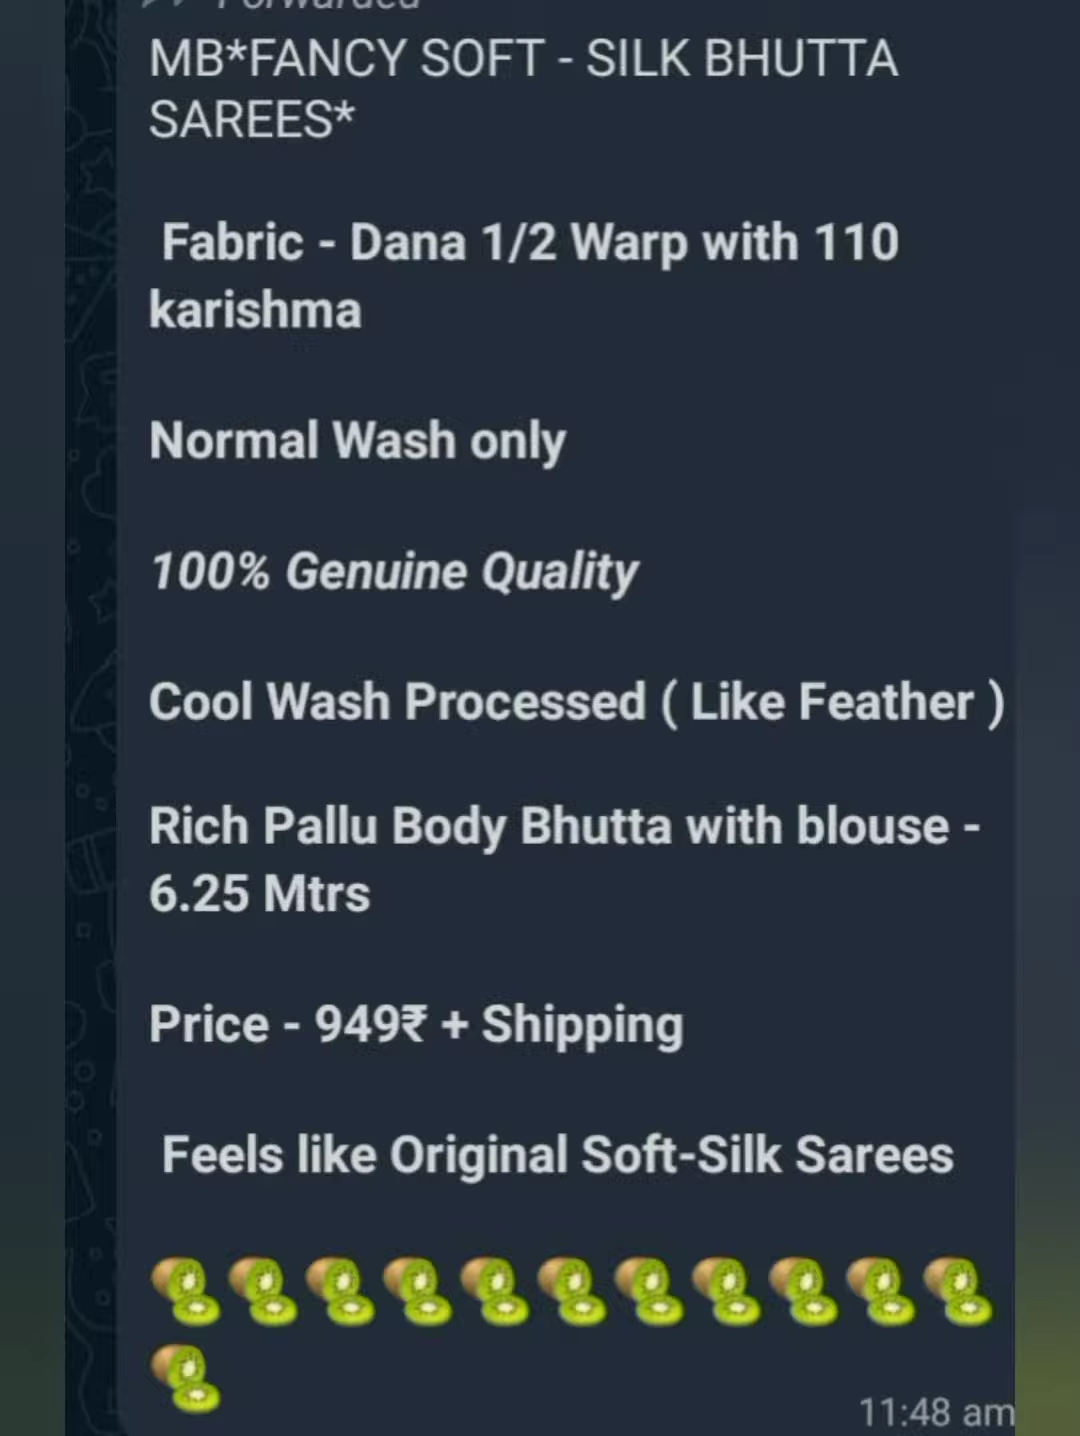 Forwarded
MB*FANCY SOFT - SILK BHUTTA
SAREES*
Fabric - Dana 1/2 Warp with 110
karishma
Normal Wash only
100% Genuine Quality
Cool Wash Processed ( Like Feather )
Rich Pallu Body Bhutta with blouse -
6.25 Mtrs
Price - 949₹ + Shipping
Feels like Original Soft-Silk Sarees
🥝🥝🥝🥝🥝🥝🥝🥝🥝🥝🥝
🥝
11:48 am